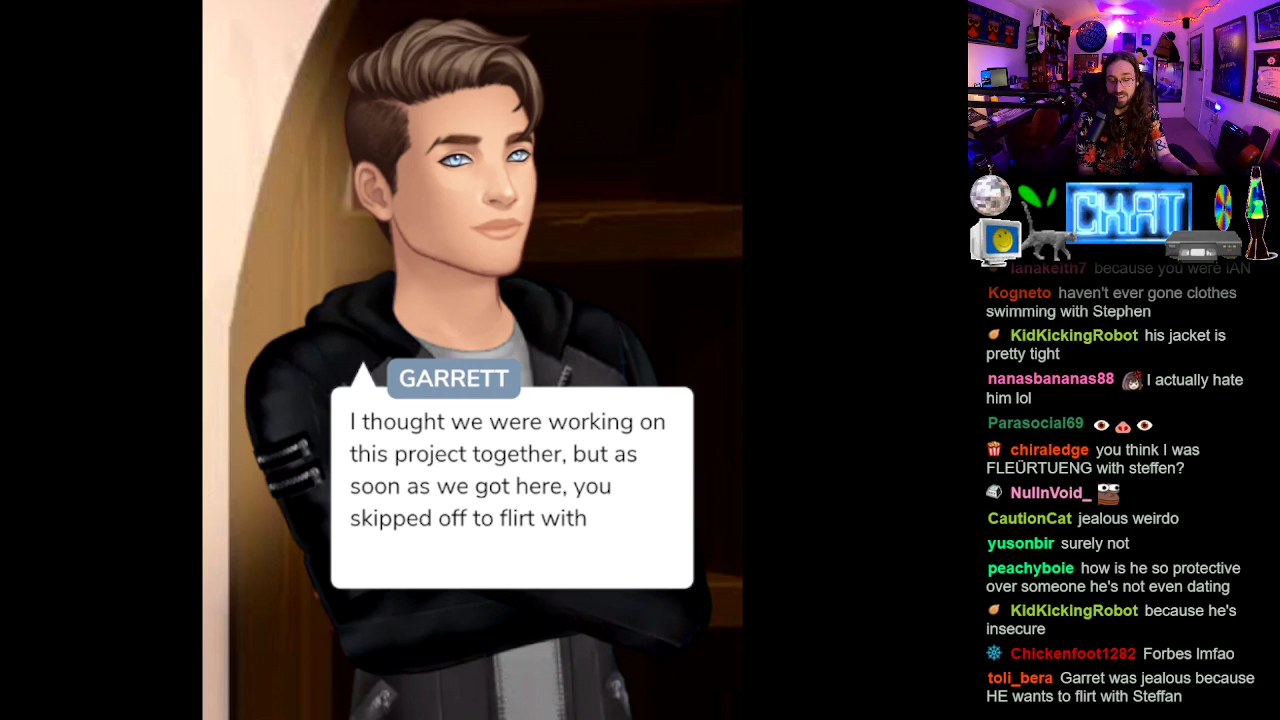 GARRETT
I thought we were working on
this project together, but as
soon as we got here, you
skipped off to flirt with
CHAT
lanakeith7 because you were IAN
Kogneto haven't ever gone clothes
swimming with Stephen
KidKickingRobot his jacket is
pretty tight
nanasbananas88 I actually hate
him lol
Parasocial69
chiraledge you think I was
FLEÜRTUENG with steffen?
NullnVoid_
CautionCat jealous weirdo
yusonbir surely not
peachyboie how is he so protective
over someone he's not even dating
KidKickingRobot because he's
insecure
Chickenfoot1282 Forbes lmfao
toli_bera Garret was jealous because
HE wants to flirt with Steffan